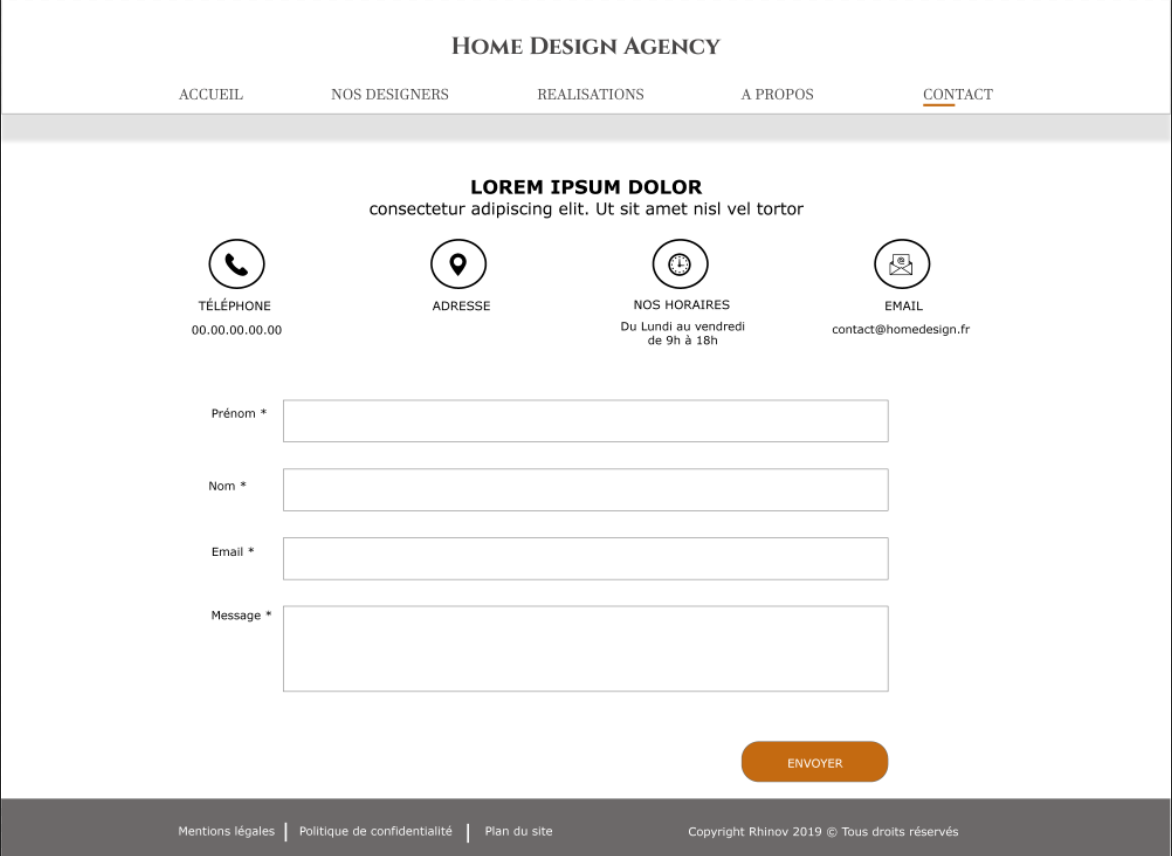 HOME DESIGN AGENCY
ACCUEIL NOS DESIGNERS REALISATIONS A PROPOS CONTACT
LOREM IPSUM DOLOR
consectetur adipiscing elit. Ut sit amet nisl vel tortor
@
TÉLÉPHONE ADRESSE NOS HORAIRES EMAIL
00.00.00.00.00 Du Lundi au vendredi contact@homedesign.fr
de 9h à 18h
Prénom *
Nom *
Email *
Message *
ENVOYER
Mentions légales | Politique de confidentialité | Plan du site Copyright Rhinov 2019 © Tous droits réservés